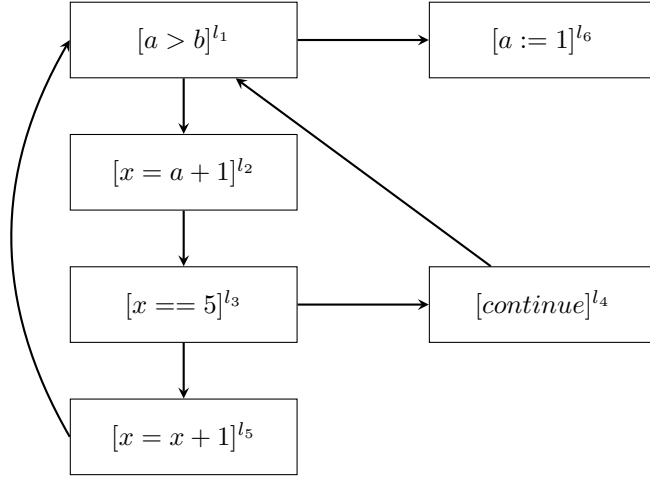 [a > b]^{l_1}
[a := 1]^{l_6}
[x = a + 1]^{l_2}
[x == 5]^{l_3}
[continue]^{l_4}
[x = x + 1]^{l_5}